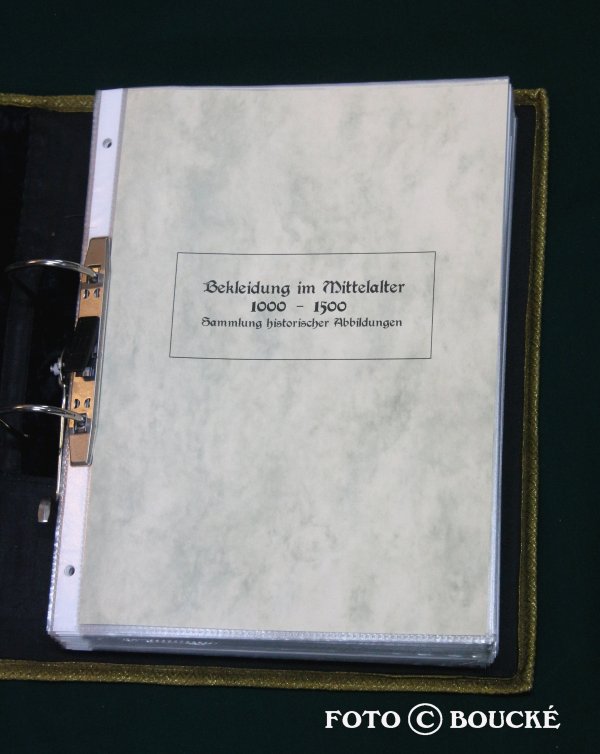 Bekleidung im Mittelalter
1000 - 1500
Sammlung historischer Abbildungen
FOTO © BOUCKÉ